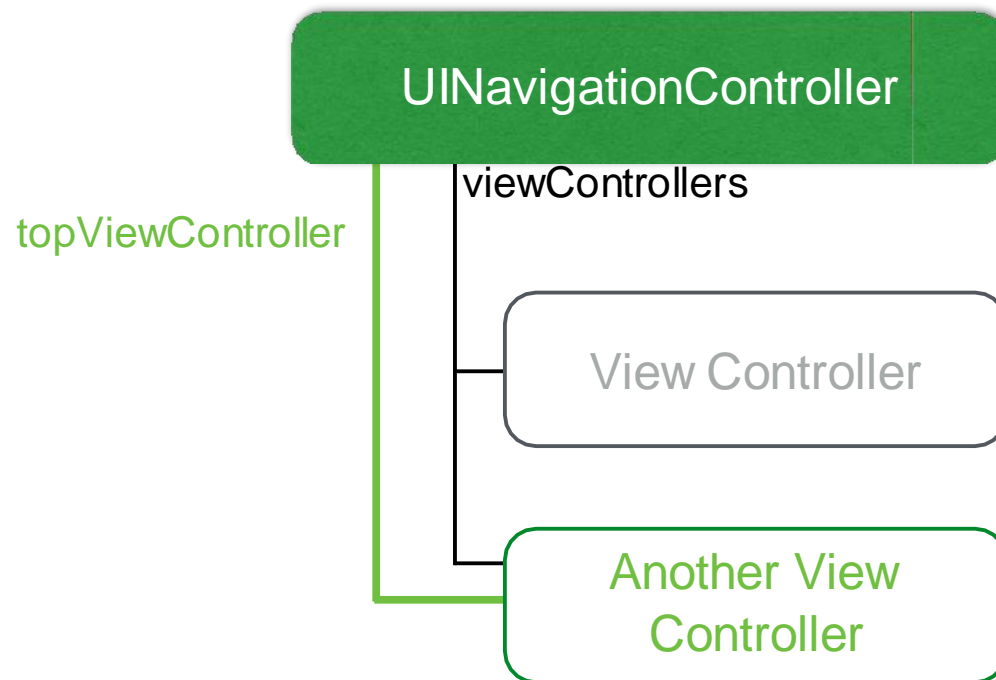 UINavigationController
viewControllers
topViewController
View Controller
Another View
Controller